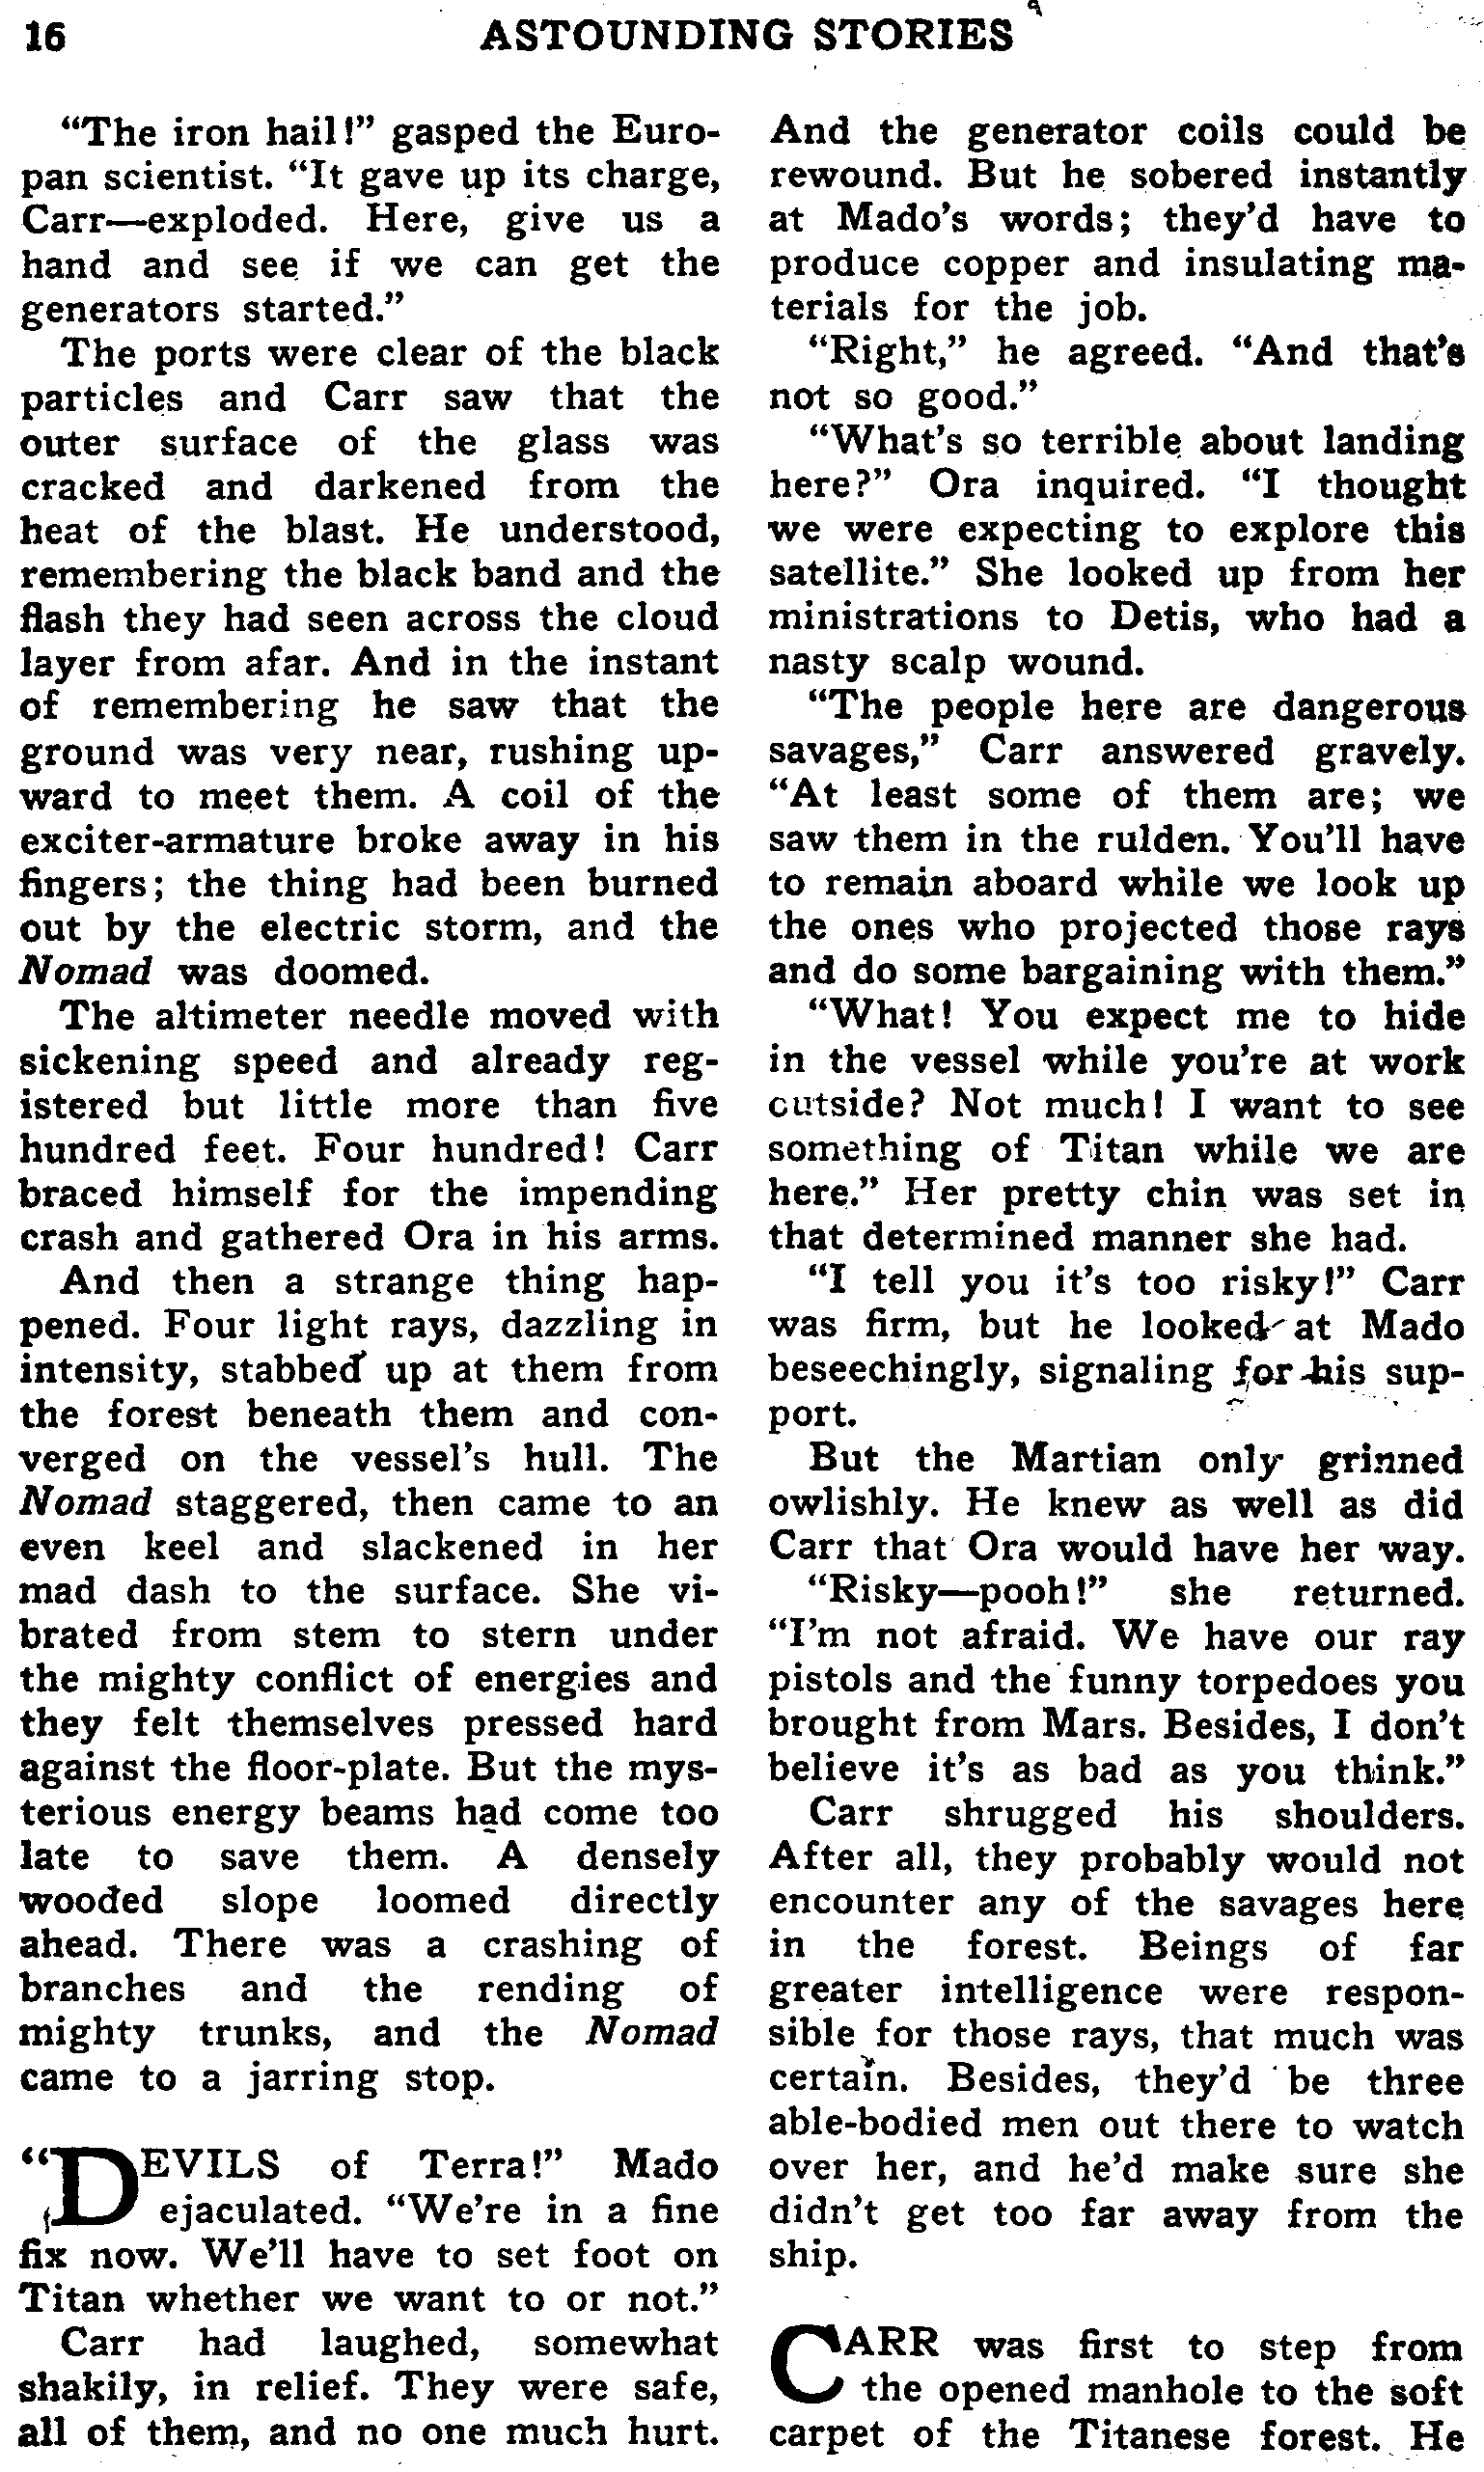 16
ASTOUNDING STORIES
“The iron hail!” gasped the Euro-
pan scientist. “It gave up its charge,
Carr—exploded. Here, give us a
hand and see if we can get the
generators started.”
The ports were clear of the black
particles and Carr saw that the
outer surface of the glass was
cracked and darkened from the
heat of the blast. He understood,
remembering the black band and the
flash they had seen across the cloud
layer from afar. And in the instant
of remembering he saw that the
ground was very near, rushing up-
ward to meet them. A coil of the
exciter-armature broke away in his
fingers; the thing had been burned
out by the electric storm, and the
Nomad was doomed.
The altimeter needle moved with
sickening speed and already reg-
istered but little more than five
hundred feet. Four hundred! Carr
braced himself for the impending
crash and gathered Ora in his arms.
And then a strange thing hap-
pened. Four light rays, dazzling in
intensity, stabbed up at them from
the forest beneath them and con-
verged on the vessel’s hull. The
Nomad staggered, then came to an
even keel and slackened in her
mad dash to the surface. She vi-
brated from stem to stern under
the mighty conflict of energies and
they felt themselves pressed hard
against the floor-plate. But the mys-
terious energy beams had come too
late to save them. A densely
wooded slope loomed directly
ahead. There was a crashing of
branches and the rending of
mighty trunks, and the Nomad
came to a jarring stop.
“DEVILS of Terra!” Mado
ejaculated. “We’re in a fine
fix now. We’ll have to set foot on
Titan whether we want to or not.”
Carr had laughed, somewhat
shakily, in relief. They were safe,
all of them, and no one much hurt.
And the generator coils could be
rewound. But he sobered instantly
at Mado’s words; they’d have to
produce copper and insulating ma-
terials for the job.
“Right,” he agreed. “And that’s
not so good.”
“What’s so terrible about landing
here?” Ora inquired. “I thought
we were expecting to explore this
satellite.” She looked up from her
ministrations to Detis, who had a
nasty scalp wound.
“The people here are dangerous
savages,” Carr answered gravely.
“At least some of them are; we
saw them in the rulden. You’ll have
to remain aboard while we look up
the ones who projected those rays
and do some bargaining with them.”
“What! You expect me to hide
in the vessel while you’re at work
outside? Not much! I want to see
something of Titan while we are
here.” Her pretty chin was set in
that determined manner she had.
“I tell you it’s too risky!” Carr
was firm, but he looked at Mado
beseechingly, signaling for his sup-
port.
But the Martian only grinned
owlishly. He knew as well as did
Carr that Ora would have her way.
“Risky—pooh!” she returned.
“I’m not afraid. We have our ray
pistols and the funny torpedoes you
brought from Mars. Besides, I don’t
believe it’s as bad as you think.”
Carr shrugged his shoulders.
After all, they probably would not
encounter any of the savages here
in the forest. Beings of far
greater intelligence were respon-
sible for those rays, that much was
certain. Besides, they’d be three
able-bodied men out there to watch
over her, and he’d make sure she
didn’t get too far away from the
ship.
CARR was first to step from
the opened manhole to the soft
carpet of the Titanese forest. He